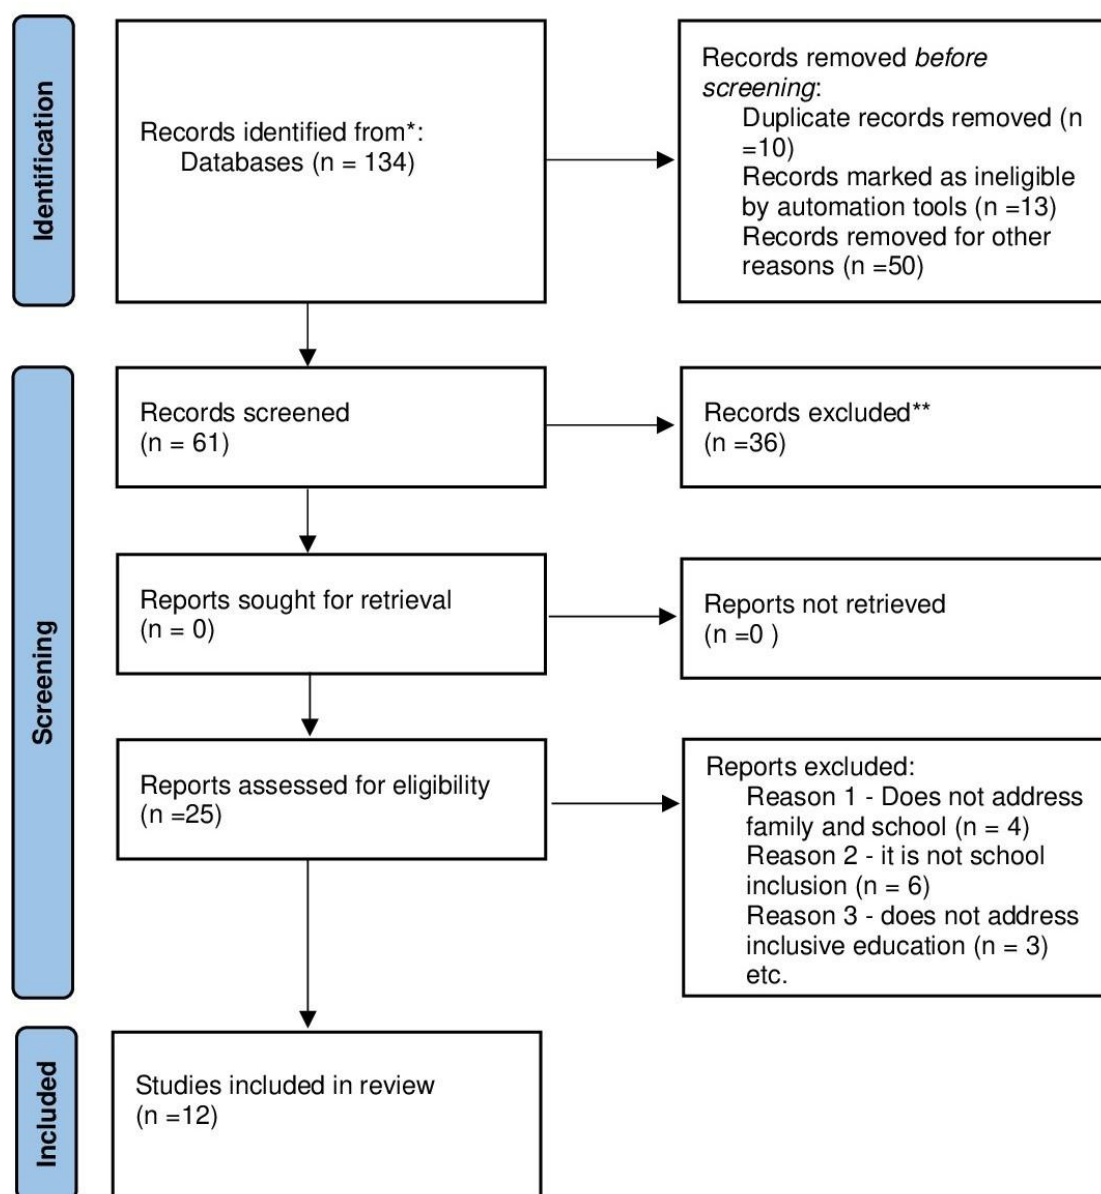 Identification
Records identified from*:
Databases (n = 134)
Records removed before
screening:
Duplicate records removed (n
=10)
Records marked as ineligible
by automation tools (n =13)
Records removed for other
reasons (n =50)
Screening
Records screened
(n = 61)
Records excluded**
(n =36)
Reports sought for retrieval
(n = 0)
Reports not retrieved
(n =0 )
Reports assessed for eligibility
(n =25)
Reports excluded:
Reason 1 - Does not address
family and school (n = 4)
Reason 2 - it is not school
inclusion (n = 6)
Reason 3 - does not address
inclusive education (n = 3)
etc.
Included
Studies included in review
(n =12)